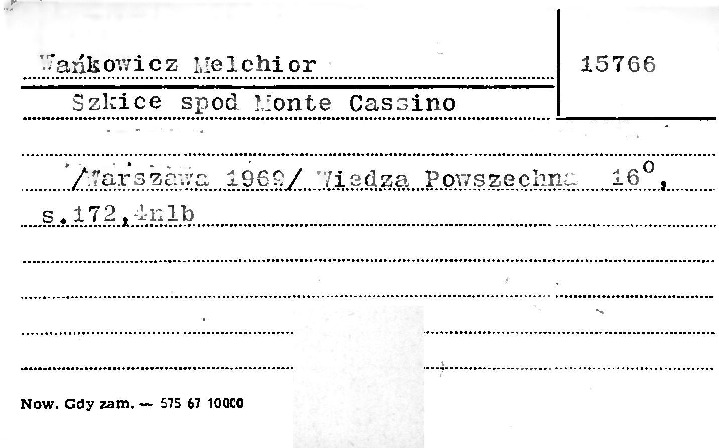 Wańkowicz Melchior 15766
Szkice spod Monte Cassino
/Warszawa 1969/ Wiedza Powszechna 16°,
s.172,4nlb
Now. Gdy zam. — 575 67 10000